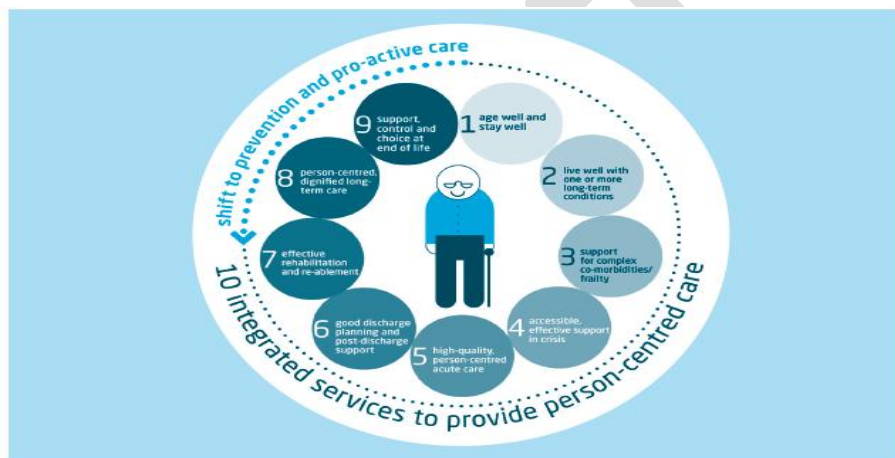 shift to prevention and pro-active care
1 age well and
stay well
2 live well with
one or more
long-term
conditions
3 support
for complex
co-morbidities/
frailty
4 accessible,
effective support
in crisis
5 high-quality,
person-centred
acute care
6 good discharge
planning and
post-discharge
support
7 effective
rehabilitation
and re-ablement
8 person-centred,
dignified long-
term care
9 support,
control and
choice at
end of life
10 integrated services to provide person-centred care